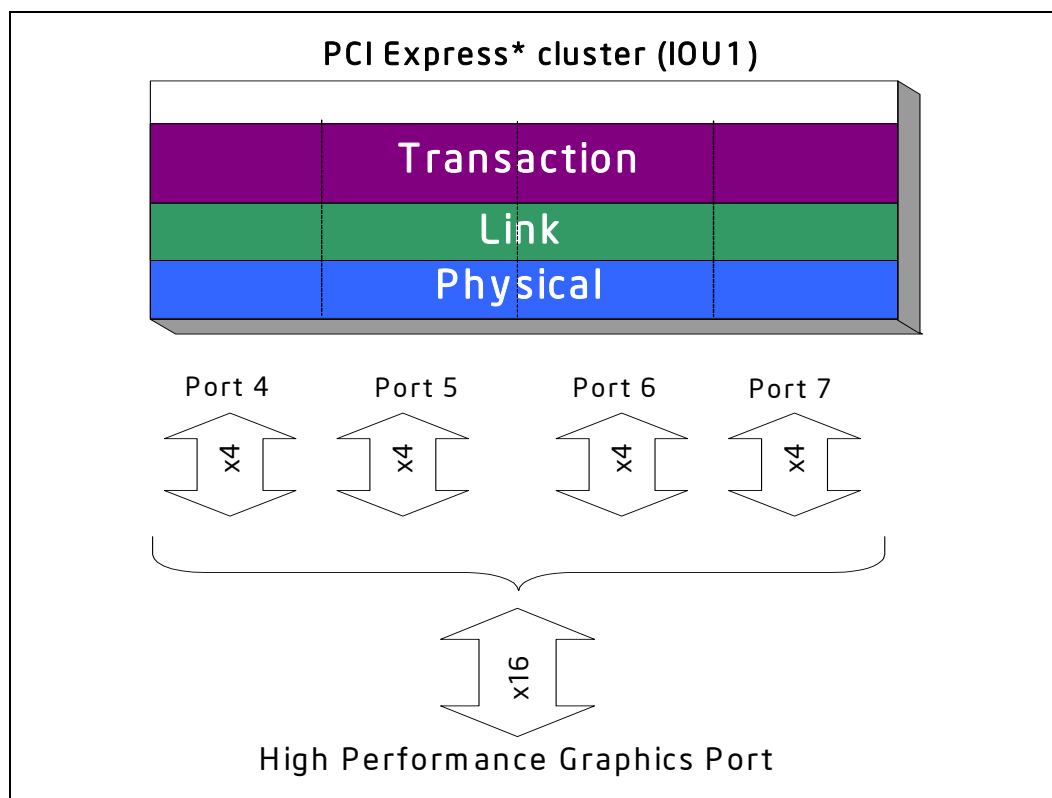 PCI Express* cluster (IOU1)
Transaction
Link
Physical
Port 4 Port 5 Port 6 Port 7
x4 x4 x4 x4
x16
High Performance Graphics Port